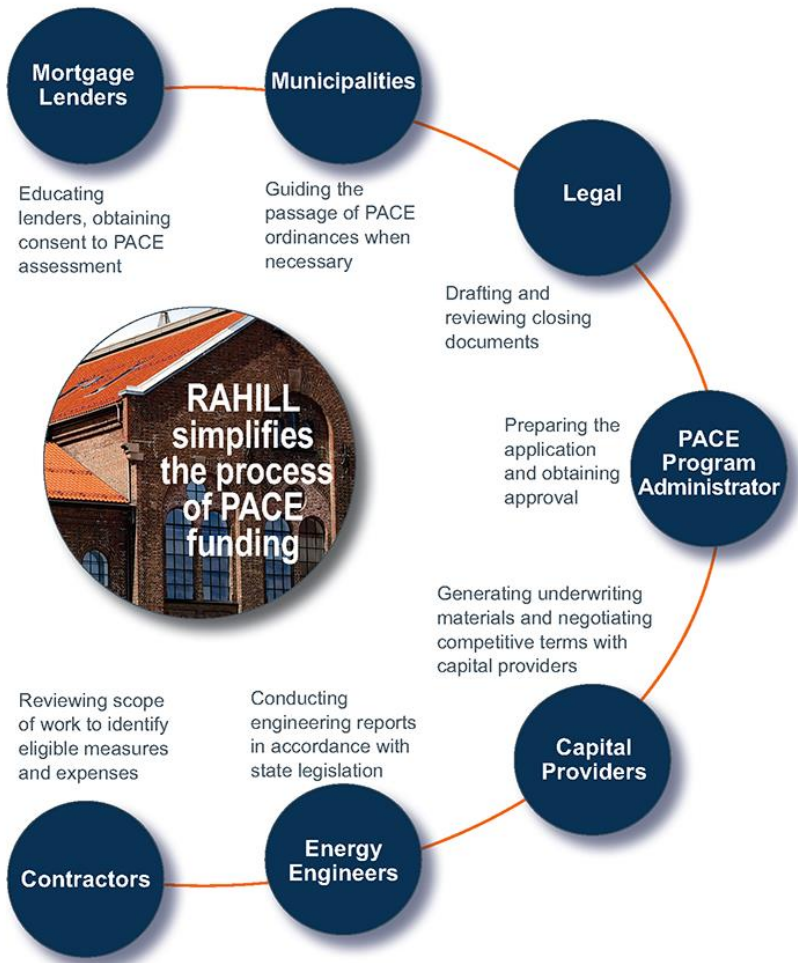 Mortgage
Lenders
Municipalities
Legal
Educating
lenders, obtaining
consent to PACE
assessment
Guiding the
passage of PACE
ordinances when
necessary
Drafting and
reviewing closing
documents
RAHILL
simplifies
the process
of PACE
funding
Preparing the
application
and obtaining
approval
PACE
Program
Administrator
Generating underwriting
materials and negotiating
competitive terms with
capital providers
Capital
Providers
Conducting
engineering reports
in accordance with
state legislation
Energy
Engineers
Reviewing scope
of work to identify
eligible measures
and expenses
Contractors